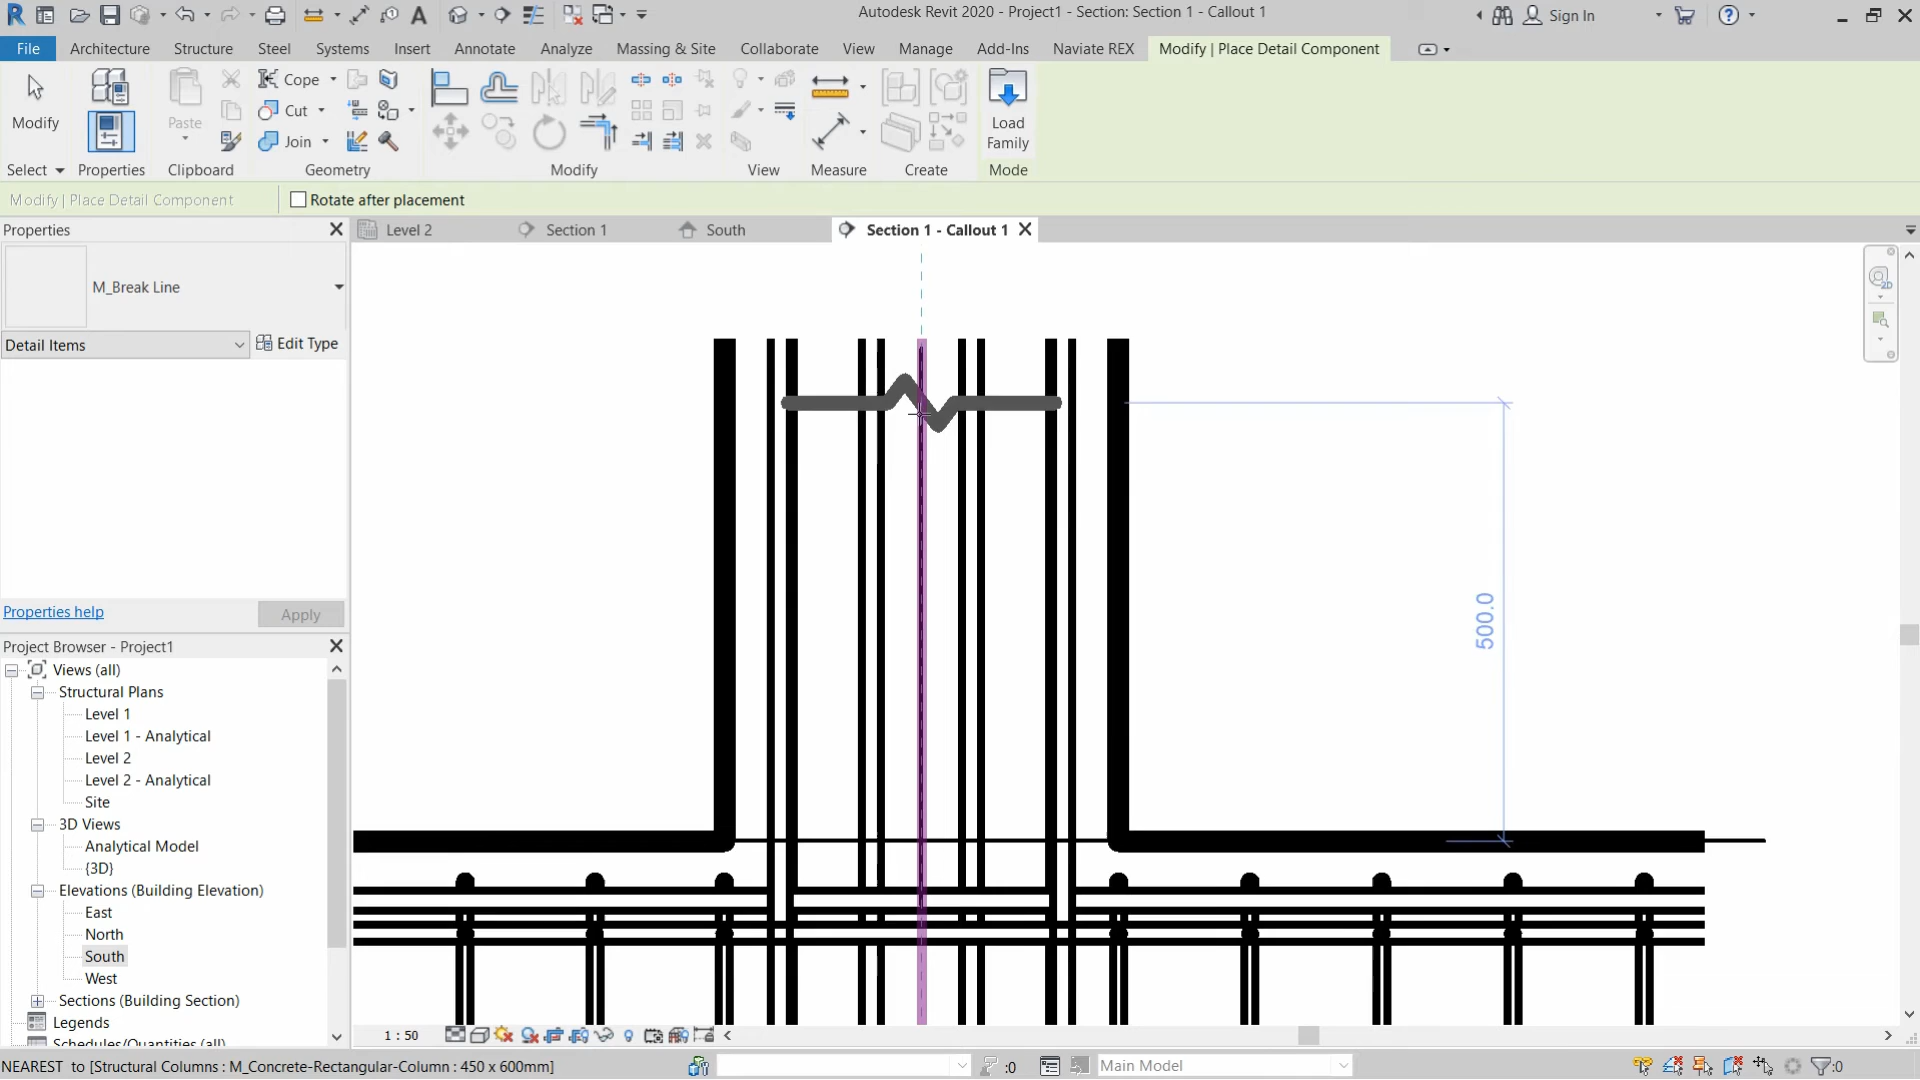 Autodesk Revit 2020 - Project1 - Section: Section 1 - Callout 1
Sign In
File Architecture Structure Steel Systems Insert Annotate Analyze Massing & Site Collaborate View Manage Add-Ins Naviate REX Modify | Place Detail Component
Modify
Paste
Cope
Cut
Join
Load
Family
Select Properties Clipboard Geometry Modify View Measure Create Mode
Modify | Place Detail Component
Rotate after placement
Properties
Level 2
Section 1
South
Section 1 - Callout 1
M_Break Line
Detail Items
Edit Type
2D
500.0
Properties help
Apply
Project Browser - Project1
Views (all)
Structural Plans
Level 1
Level 1 - Analytical
Level 2
Level 2 - Analytical
Site
3D Views
Analytical Model
{3D}
Elevations (Building Elevation)
East
North
South
West
Sections (Building Section)
Legends
Schedules/Quantities (all)
1 : 50
NEAREST to [Structural Columns : M_Concrete-Rectangular-Column : 450 x 600mm]
:0
Main Model
:0